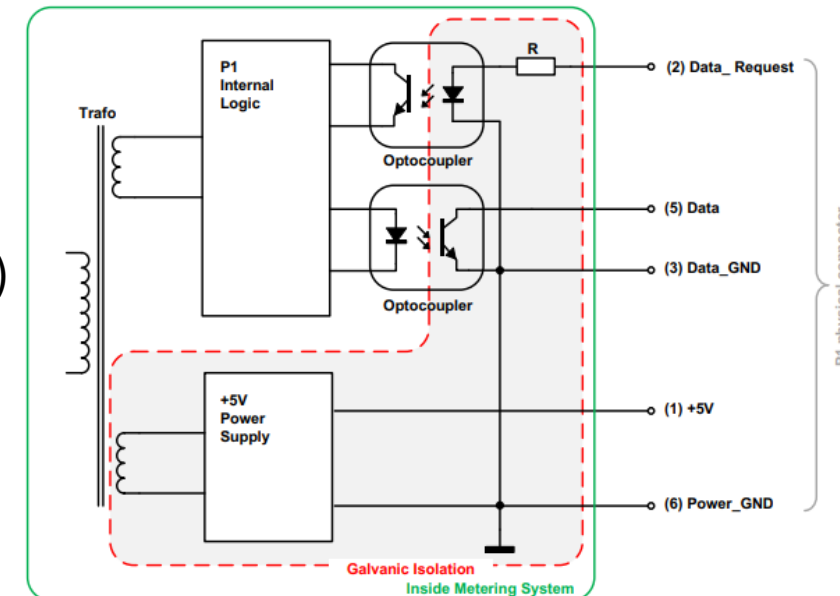 P1
Internal
Logic
R
(2) Data_ Request
Trafo
Optocoupler
(5) Data
)
(3) Data_GND
Optocoupler
+5V
Power
Supply
(1) +5V
(6) Power_GND
Galvanic Isolation
Inside Metering System